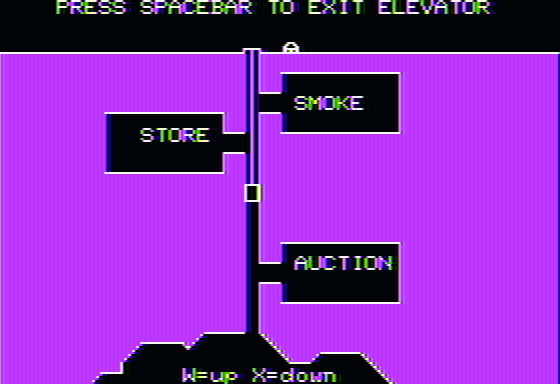 PRESS SPACEBAR TO EXIT ELEVATOR
SMOKE
STORE
AUCTION
W=up X=down